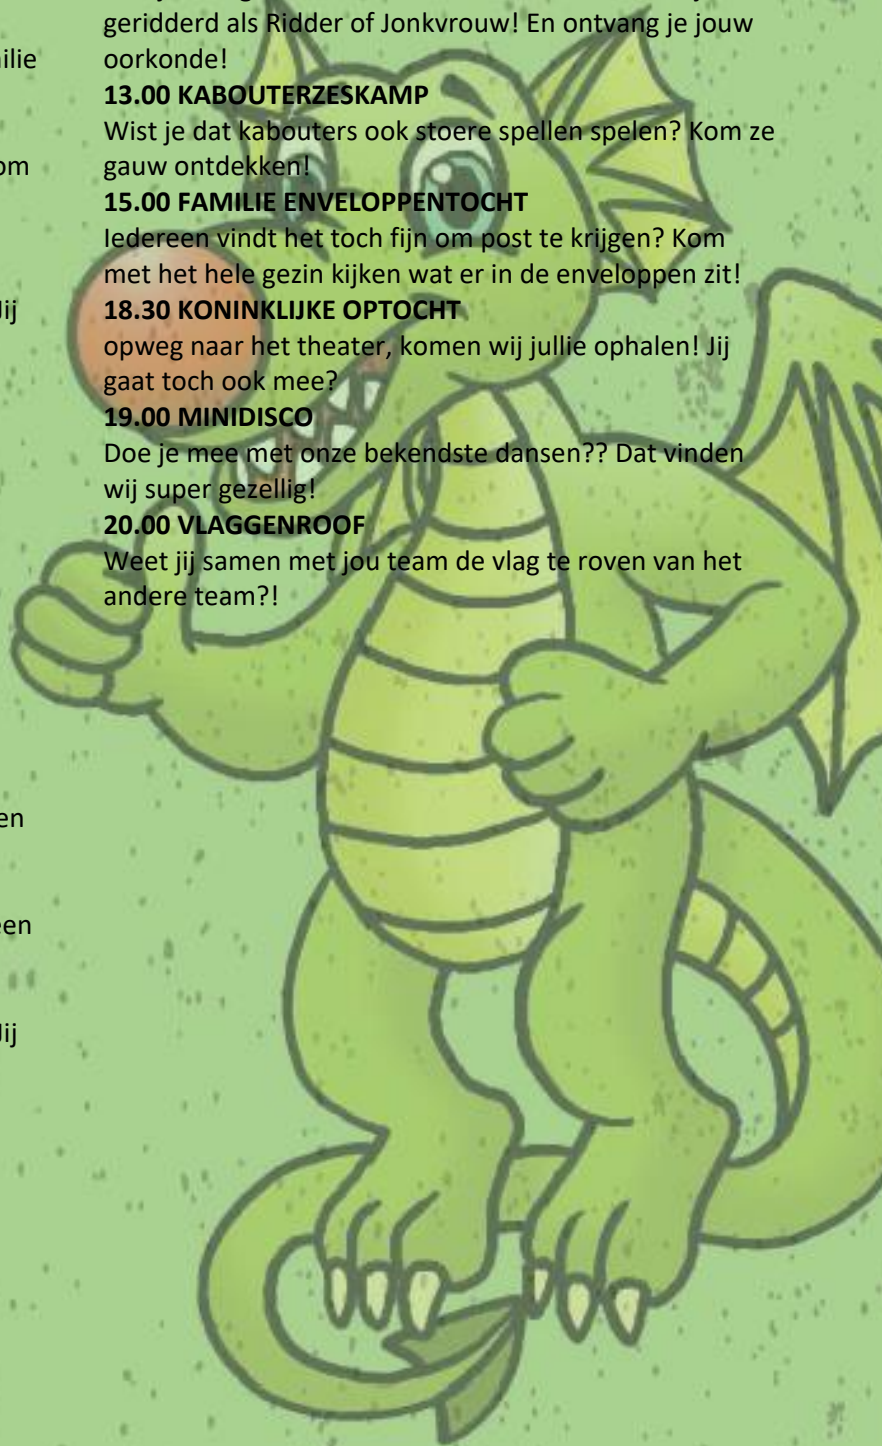 geridderd als Ridder of Jonkvrouw! En ontvang je jouw
oorkonde!
13.00 KABOUTERZESKAMP
Wist je dat kabouters ook stoere spellen spelen? Kom ze
gauw ontdekken!
15.00 FAMILIE ENVELOPPENTOCHT
Iedereen vindt het toch fijn om post te krijgen? Kom
met het hele gezin kijken wat er in de enveloppen zit!
18.30 KONINKLIJKE OPTOCHT
opweg naar het theater, komen wij jullie ophalen! Jij
gaat toch ook mee?
19.00 MINIDISCO
Doe je mee met onze bekendste dansen?? Dat vinden
wij super gezellig!
20.00 VLAGGENROOF
Weet jij samen met jou team de vlag te roven van het
andere team?!